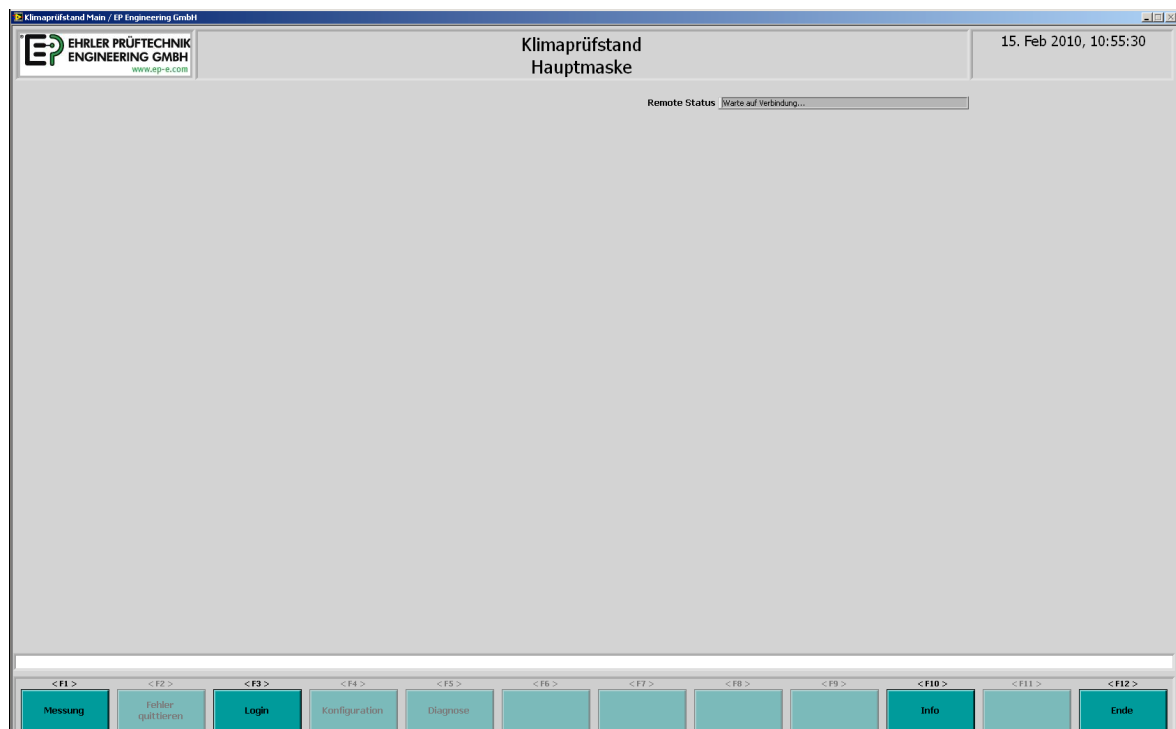 Klimaprüfstand Main / EP Engineering GmbH
EP EHRLER PRÜFTECHNIK
ENGINEERING GMBH
www.ep-e.com
Klimaprüfstand
Hauptmaske
15. Feb 2010, 10:55:30
Remote Status Warte auf Verbindung...
< F1 > < F2 > < F3 > < F4 > < F5 > < F6 > < F7 > < F8 > < F9 > < F10 > < F11 > < F12 >
Messung Fehler quittieren Login Konfiguration Diagnose Info Ende